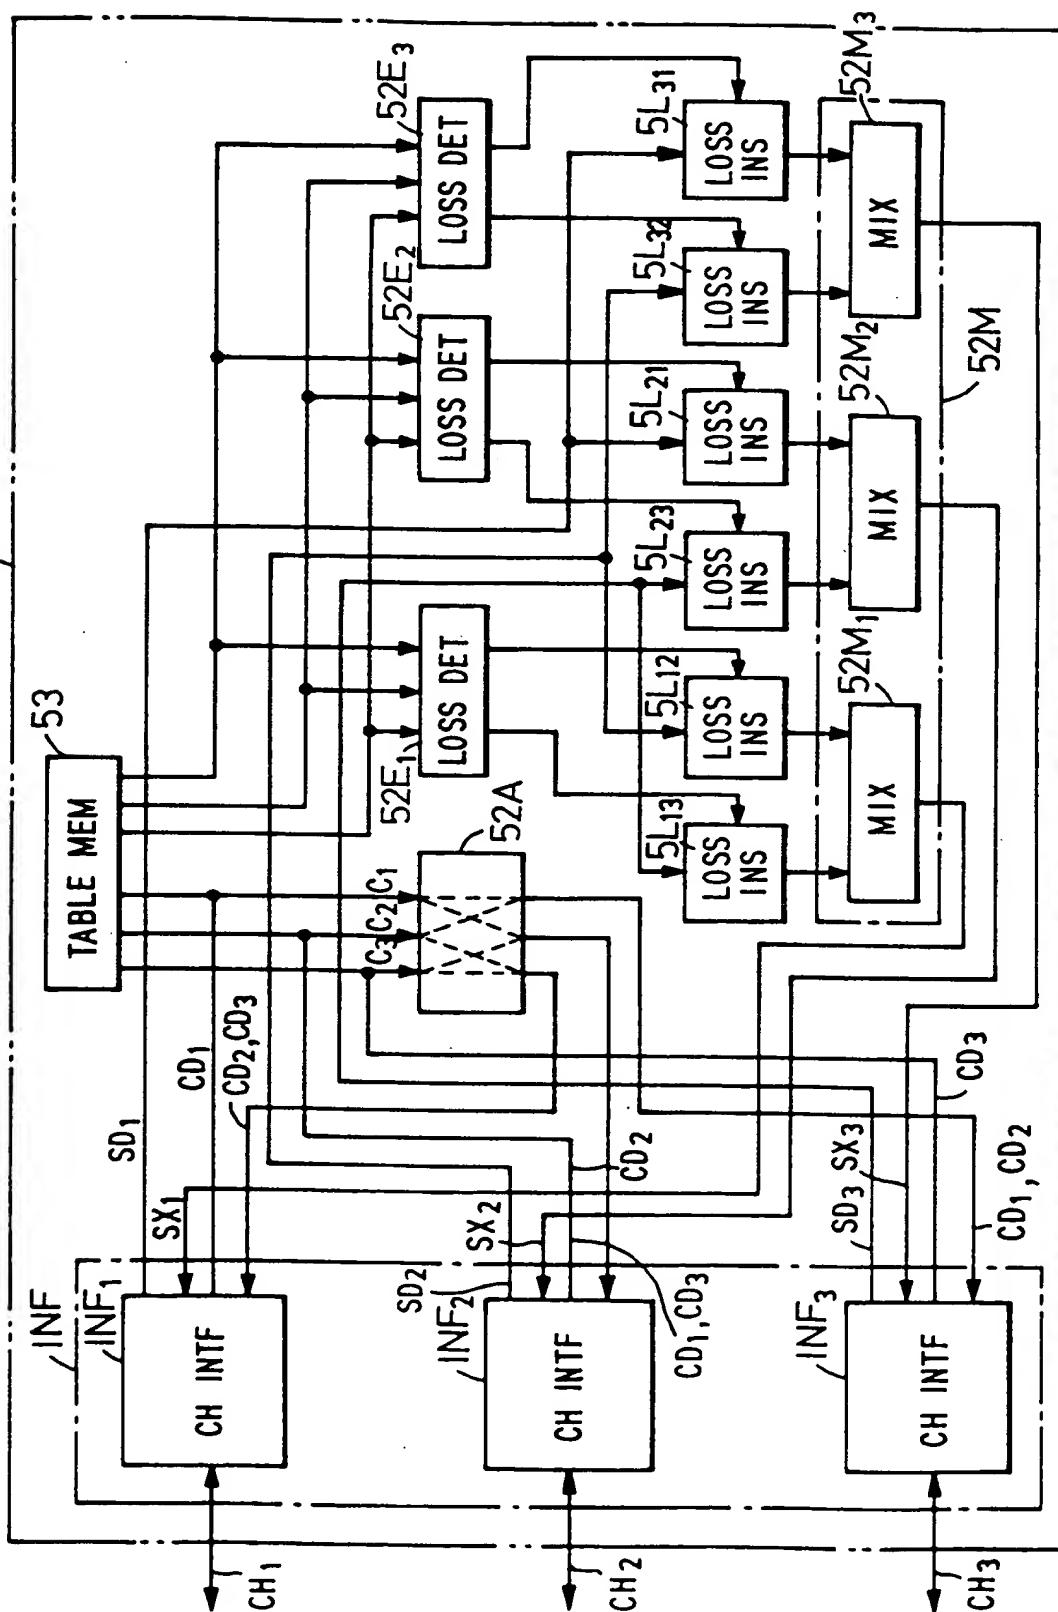 53
TABLE MEM
52E₃
LOSS DET
52E₂
LOSS DET
52E₁
LOSS DET
52A
C₁
C₂
C₃
5L₃₁
LOSS INS
5L₃₂
LOSS INS
5L₂₁
LOSS INS
5L₂₃
LOSS INS
5L₁₂
LOSS INS
5L₁₃
LOSS INS
52M₃
MIX
52M₂
MIX
52M₁
MIX
52M
SD₁
CD₁
CD₂, CD₃
SX₁
INF
INF₁
CH INTF
CH₁
SD₂
SX₂
CD₂
CD₁, CD₃
INF₂
CH INTF
CH₂
SD₃
SX₃
CD₃
CD₁, CD₂
INF₃
CH INTF
CH₃